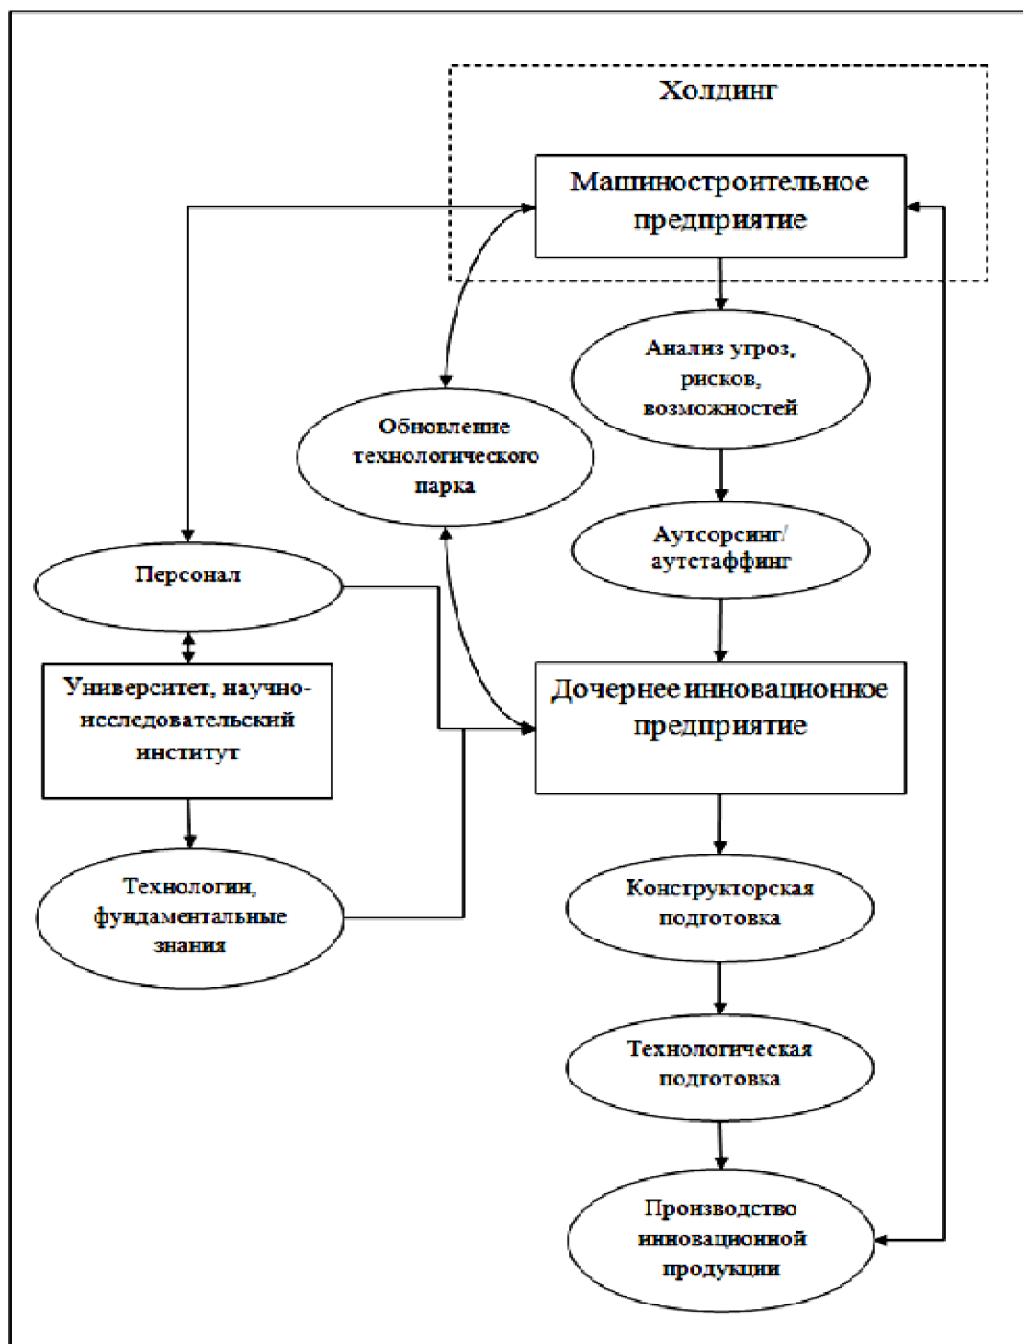 Холдинг
Машиностроительное
предприятие
Анализ угроз,
рисков,
возможностей
Обновление
технологического
парка
Аутсорсинг/
аутстаффинг
Персонал
Университет, научно-
исследовательский
институт
Дочернее инновационное
предприятие
Технологии,
фундаментальные
знания
Конструкторская
подготовка
Технологическая
подготовка
Производство
инновационной
продукции